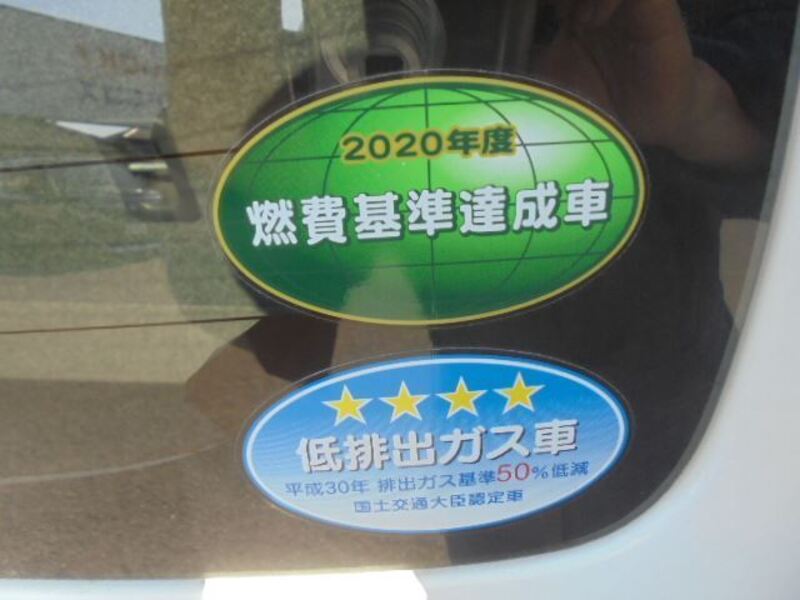 2020年度
燃費基準達成車
低排出ガス車
平成30年 排出ガス基準50%低減
国土交通大臣認定車